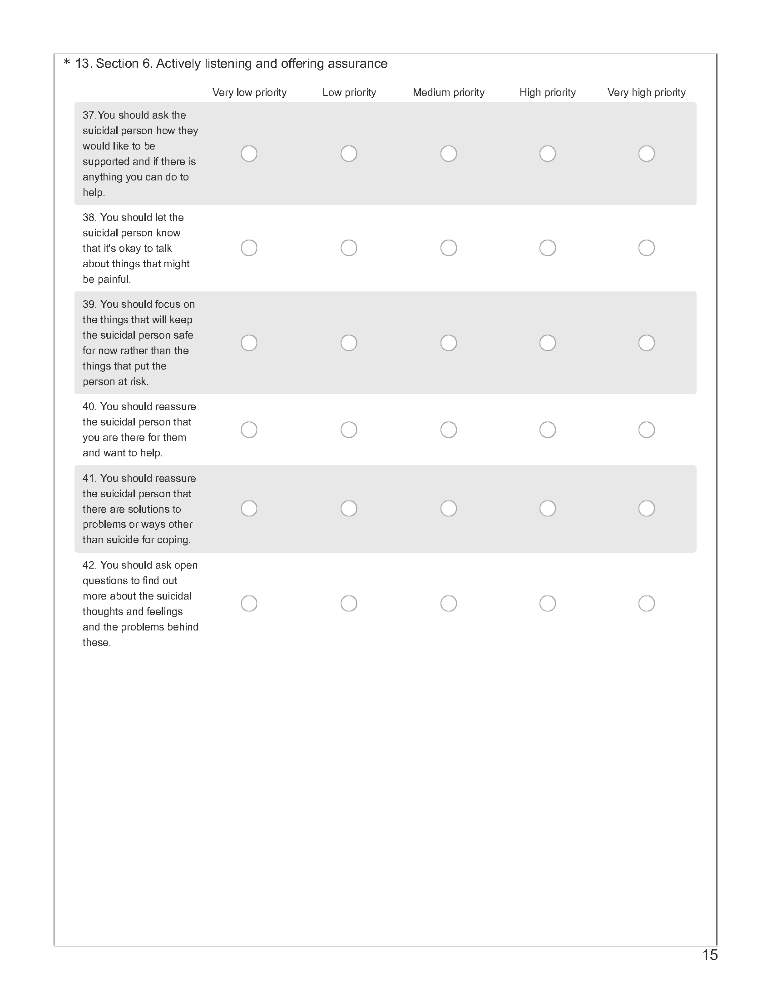 * 13. Section 6. Actively listening and offering assurance
Very low priority Low priority Medium priority High priority Very high priority
37.You should ask the
suicidal person how they
would like to be
supported and if there is
anything you can do to
help.
38. You should let the
suicidal person know
that it's okay to talk
about things that might
be painful.
39. You should focus on
the things that will keep
the suicidal person safe
for now rather than the
things that put the
person at risk.
40. You should reassure
the suicidal person that
you are there for them
and want to help.
41. You should reassure
the suicidal person that
there are solutions to
problems or ways other
than suicide for coping.
42. You should ask open
questions to find out
more about the suicidal
thoughts and feelings
and the problems behind
these.
15